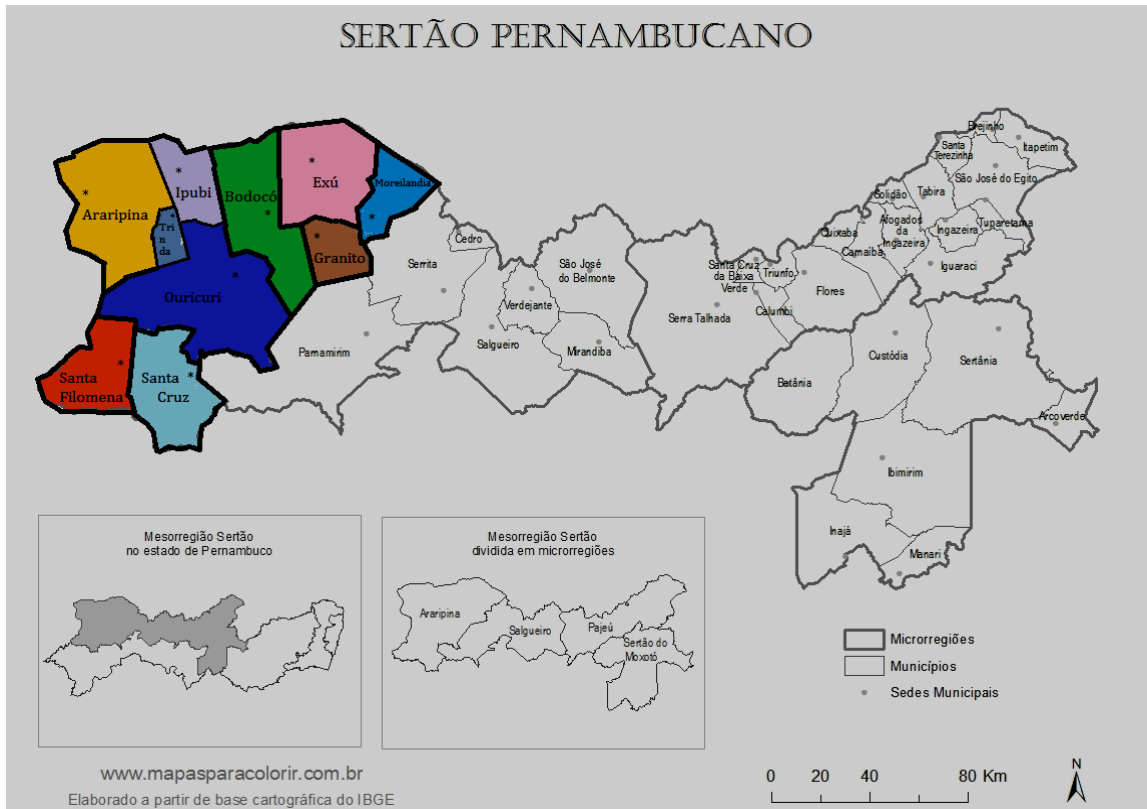 SERTÃO PERNAMBUCANO
Brejinho
Itapetim
Santa
Terezinha
São José do Egito
Ipubi
Exú
Moreilandia
Bodocó
Araripina
Solidão
Tabira
Tuparetama
Trí
n
da
Quixaba
Afogados
da
Ingazeira
Ingazeira
Cedro
Granito
Carnaíba
Serrita
São José
do Belmonte
Santa Cruz
da Baixa
Verde
Triunfo
Iguaraci
Flores
Ouricuri
Verdejante
Serra Talhada
Calumbi
Parnamirim
Salgueiro
Mirandiba
Custódia
Sertânia
Santa
Filomena
Santa
Cruz
Betânia
Arcoverde
Ibimirim
Inajá
Manari
Mesorregião Sertão
no estado de Pernambuco
Mesorregião Sertão
dividida em microrregiões
Araripina
Salgueiro
Pajeú
Sertão do
Moxotó
Microrregiões
Municípios
Sedes Municipais
www.mapasparacolorir.com.br
Elaborado a partir de base cartográfica do IBGE
0 20 40 80 Km
N